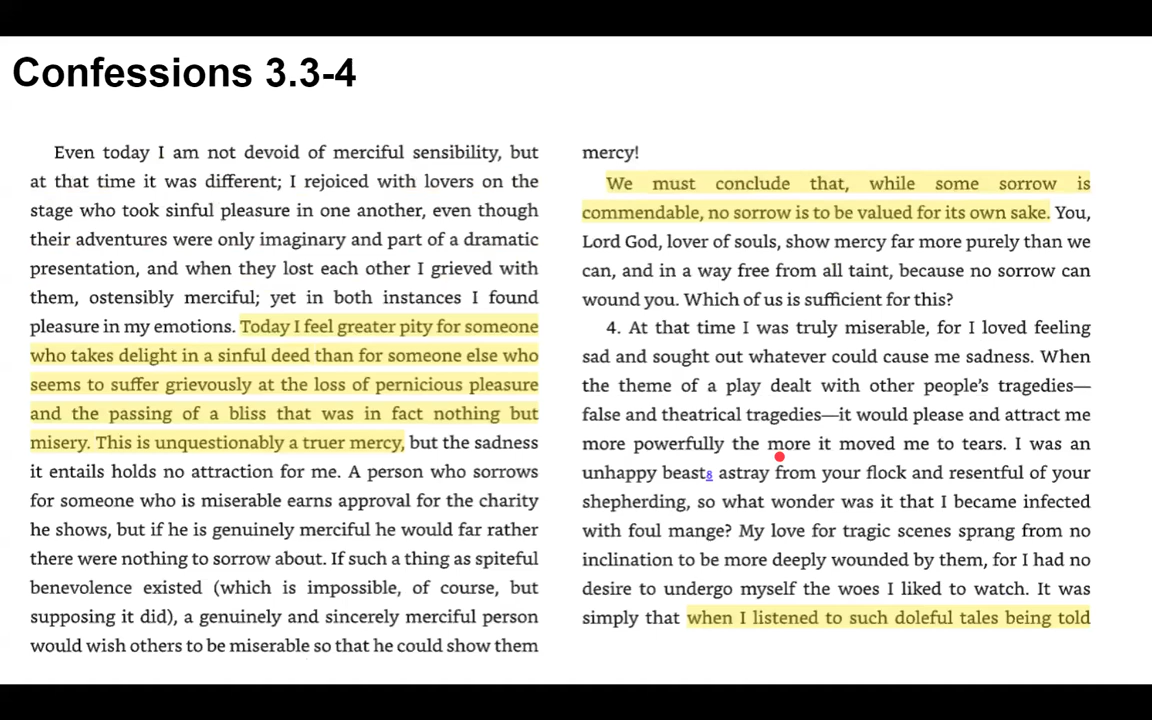 Confessions 3.3-4
Even today I am not devoid of merciful sensibility, but
at that time it was different; I rejoiced with lovers on the
stage who took sinful pleasure in one another, even though
their adventures were only imaginary and part of a dramatic
presentation, and when they lost each other I grieved with
them, ostensibly merciful; yet in both instances I found
pleasure in my emotions. Today I feel greater pity for someone
who takes delight in a sinful deed than for someone else who
seems to suffer grievously at the loss of pernicious pleasure
and the passing of a bliss that was in fact nothing but
misery. This is unquestionably a truer mercy, but the sadness
it entails holds no attraction for me. A person who sorrows
for someone who is miserable earns approval for the charity
he shows, but if he is genuinely merciful he would far rather
there were nothing to sorrow about. If such a thing as spiteful
benevolence existed (which is impossible, of course, but
supposing it did), a genuinely and sincerely merciful person
would wish others to be miserable so that he could show them
mercy!
We must conclude that, while some sorrow is
commendable, no sorrow is to be valued for its own sake. You,
Lord God, lover of souls, show mercy far more purely than we
can, and in a way free from all taint, because no sorrow can
wound you. Which of us is sufficient for this?
4. At that time I was truly miserable, for I loved feeling
sad and sought out whatever could cause me sadness. When
the theme of a play dealt with other people's tragedies—
false and theatrical tragedies—it would please and attract me
more powerfully the more it moved me to tears. I was an
unhappy beast8 astray from your flock and resentful of your
shepherding, so what wonder was it that I became infected
with foul mange? My love for tragic scenes sprang from no
inclination to be more deeply wounded by them, for I had no
desire to undergo myself the woes I liked to watch. It was
simply that when I listened to such doleful tales being told